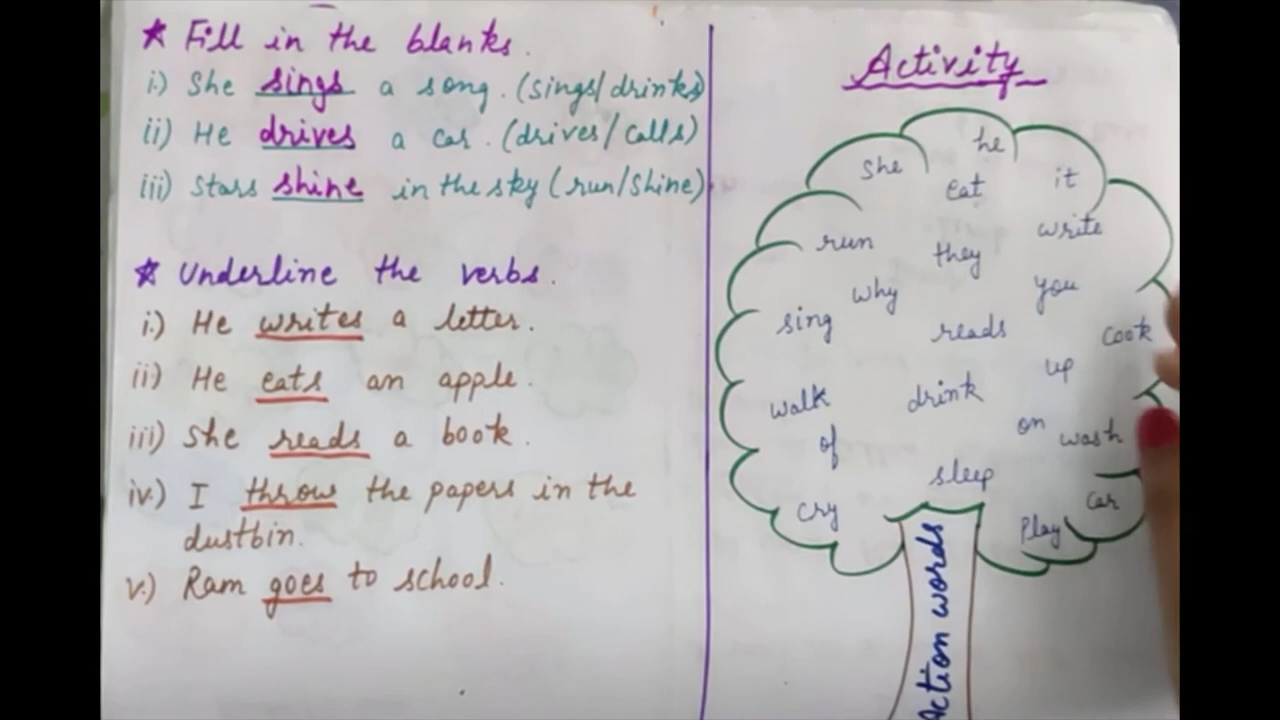 ★ Fill in the blanks.
i) She sings a song. (sings/drinks)
ii) He drives a car. (drives/calls)
iii) Stars shine in the sky (run/shine)
★ Underline the verbs.
i.) He writes a letter.
ii) He eats an apple.
iii) She reads a book.
iv.) I throw the papers in the
dustbin.
v.) Ram goes to school.
Activity
she he
eat it
run they write
why you
sing reads cook
up
walk drink
of on wash
sleep
cry Play car
Action words